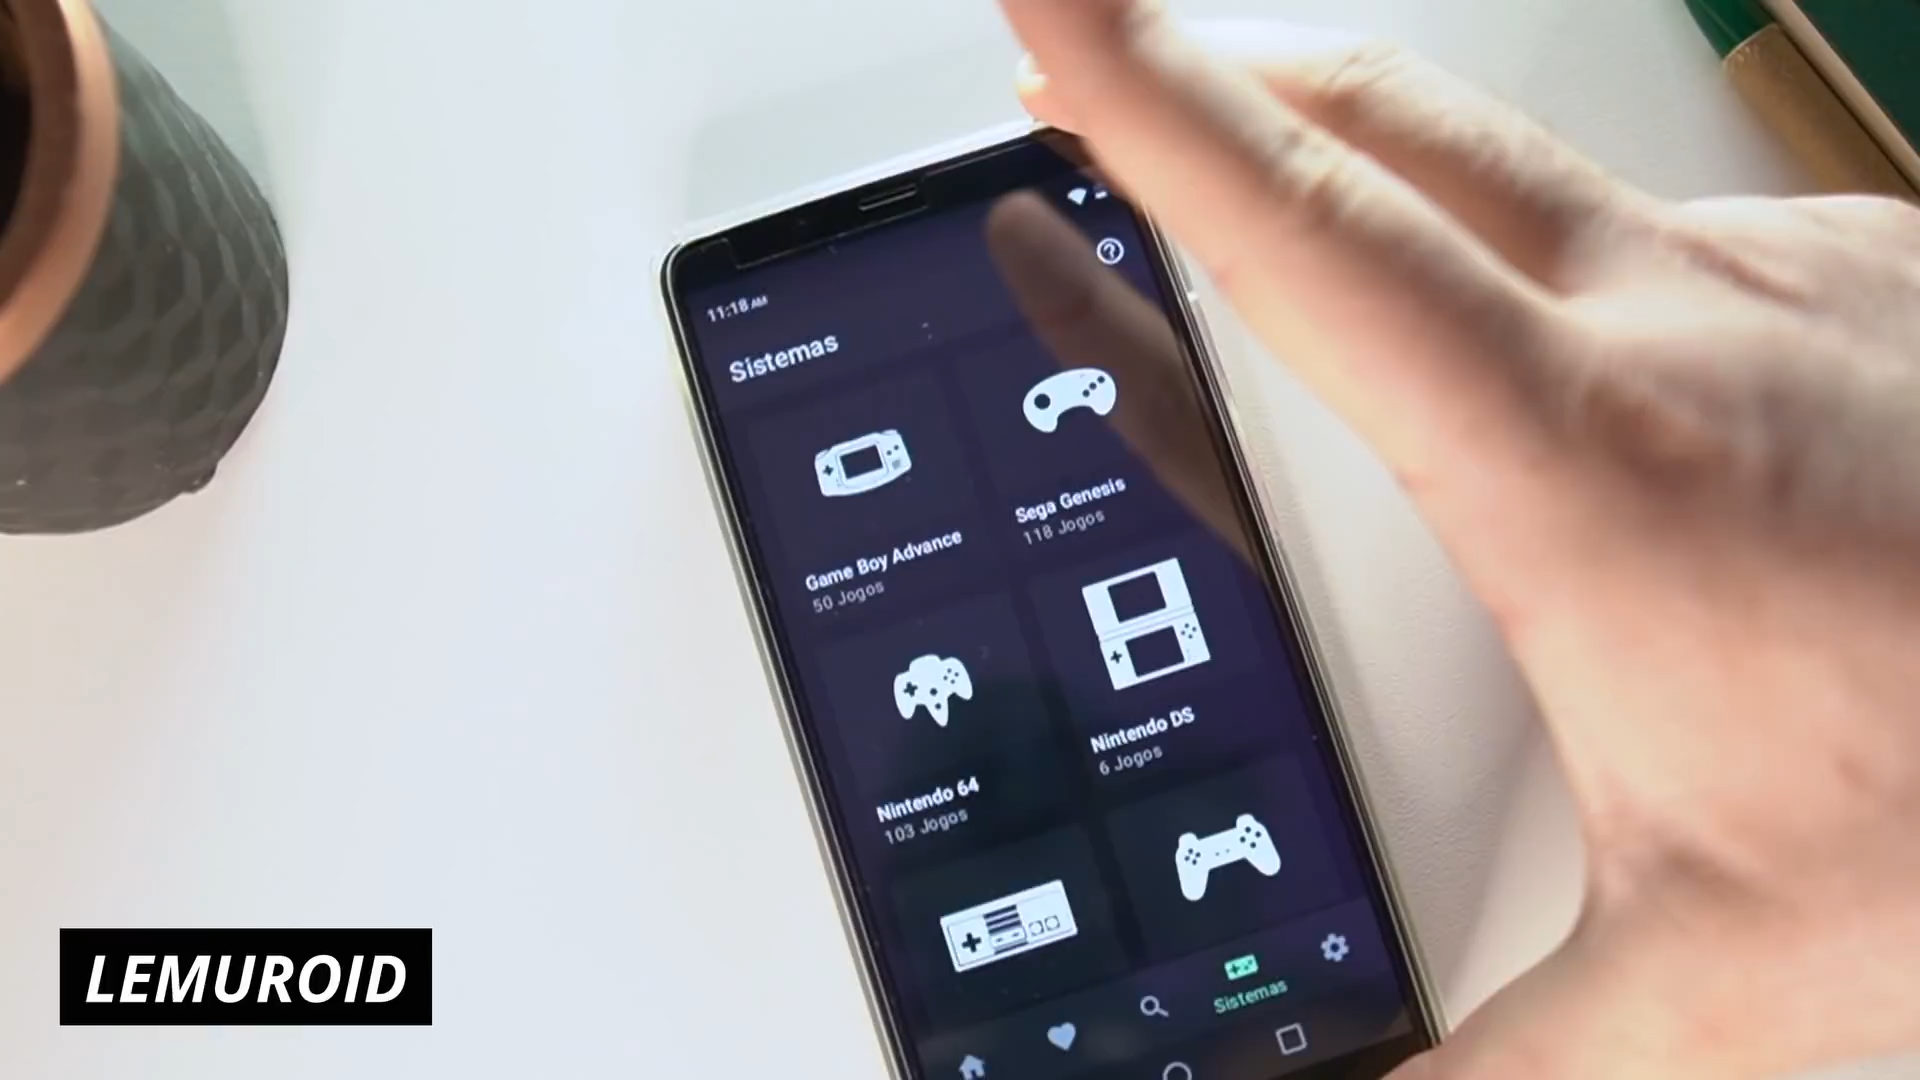 11:18 AM
Sistemas
Game Boy Advance
50 Jogos
Sega Genesis
118 Jogos
Nintendo 64
103 Jogos
Nintendo DS
6 Jogos
Sistemas
LEMUROID